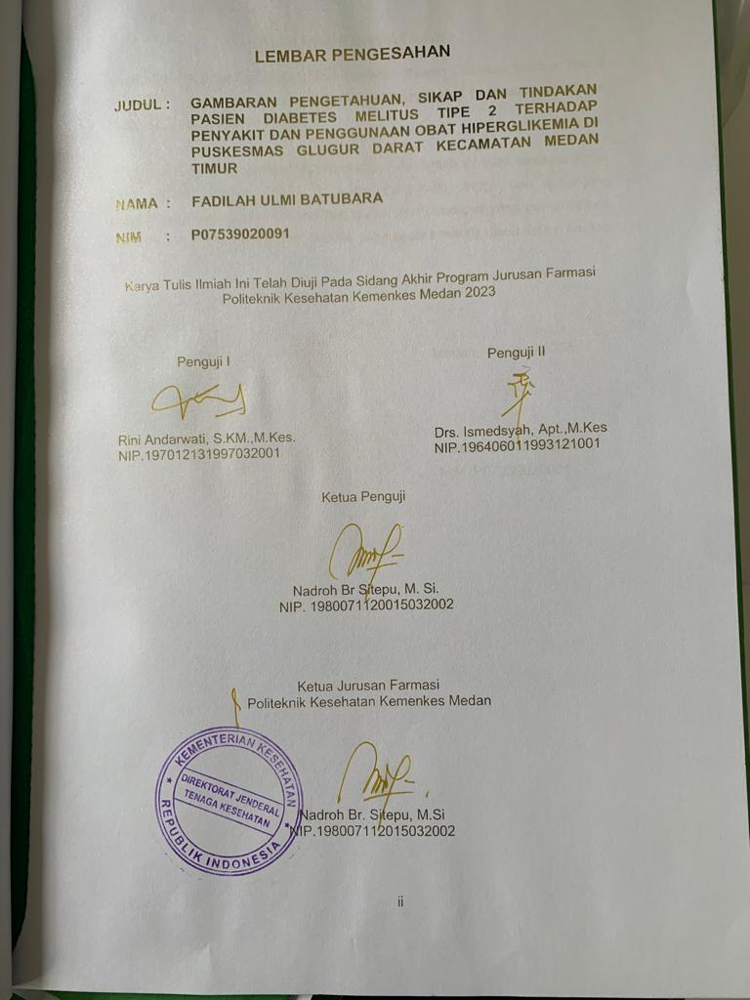 LEMBAR PENGESAHAN
JUDUL : GAMBARAN PENGETAHUAN, SIKAP DAN TINDAKAN
PASIEN DIABETES MELITUS TIPE 2 TERHADAP
PENYAKIT DAN PENGGUNAAN OBAT HIPERGLIKEMIA DI
PUSKESMAS GLUGUR DARAT KECAMATAN MEDAN
TIMUR
NAMA : FADILAH ULMI BATUBARA
NIM : P07539020091
Karya Tulis Ilmiah Ini Telah Diuji Pada Sidang Akhir Program Jurusan Farmasi
Politeknik Kesehatan Kemenkes Medan 2023
Penguji I
Rini Andarwati, S.KM.,M.Kes.
NIP.197012131997032001
Penguji II
Drs. Ismedsyah, Apt.,M.Kes
NIP.196406011993121001
Ketua Penguji
Nadroh Br Sitepu, M. Si.
NIP. 1980071120015032002
Ketua Jurusan Farmasi
Politeknik Kesehatan Kemenkes Medan
KEMENTERIAN KESEHATAN
DIREKTORAT JENDERAL
TENAGA KESEHATAN
REPUBLIK INDONESIA
Nadroh Br. Sitepu, M.Si
NIP.198007112015032002
ii